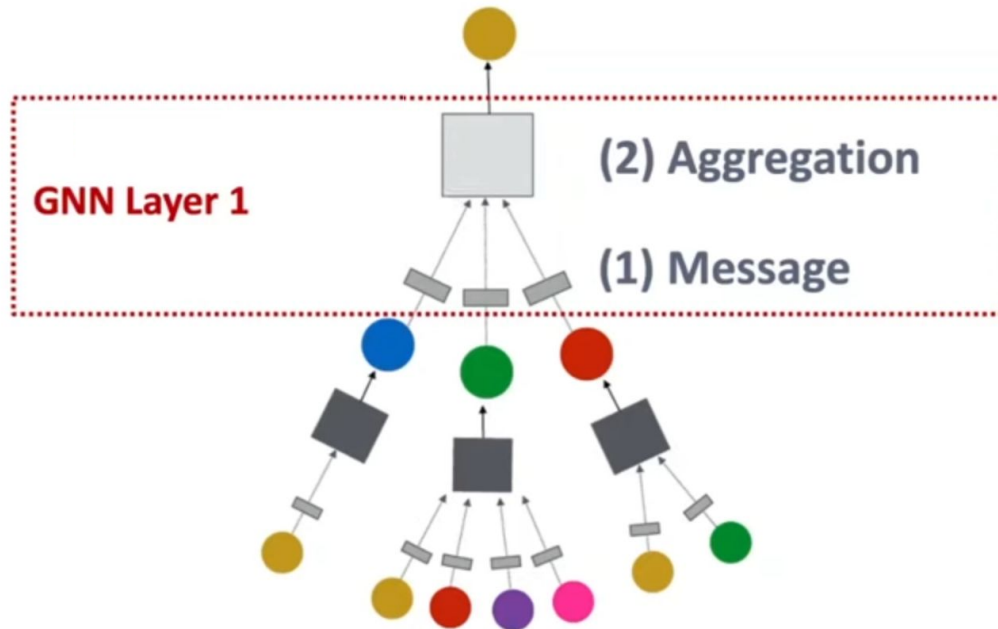 (2) Aggregation
GNN Layer 1
(1) Message